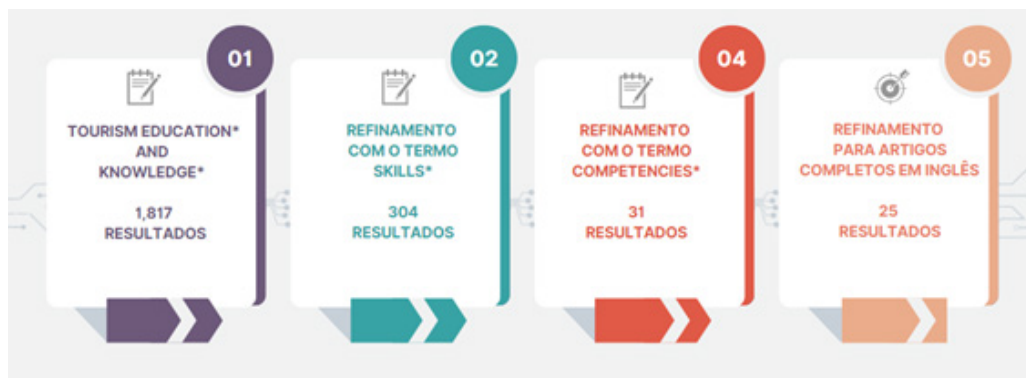 01
TOURISM EDUCATION*
AND
KNOWLEDGE*
1,817
RESULTADOS
02
REFINAMENTO
COM O TERMO
SKILLS*
304
RESULTADOS
04
REFINAMENTO
COM O TERMO
COMPETENCIES*
31
RESULTADOS
05
REFINAMENTO
PARA ARTIGOS
COMPLETOS EM INGLÊS
25
RESULTADOS